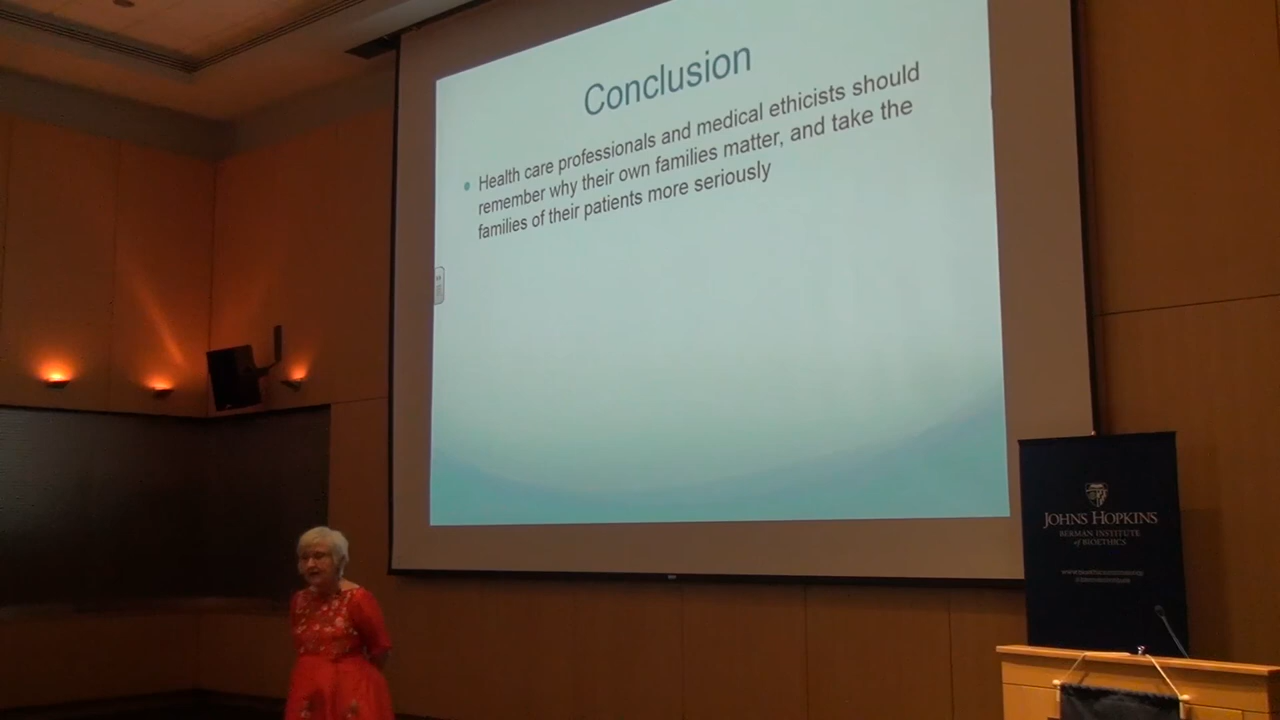 Conclusion
Health care professionals and medical ethicists should
remember why their own families matter, and take the
families of their patients more seriously
JOHNS HOPKINS
BERMAN INSTITUTE
of BIOETHICS